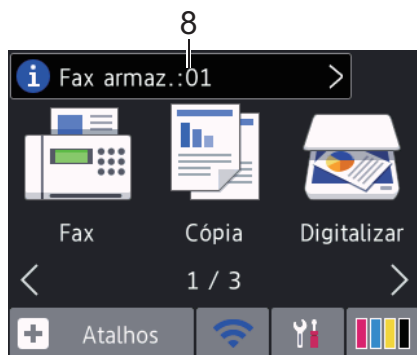 8
i Fax armaz.:01 >
Fax Cópia Digitalizar
< 1 / 3 >
+ Atalhos